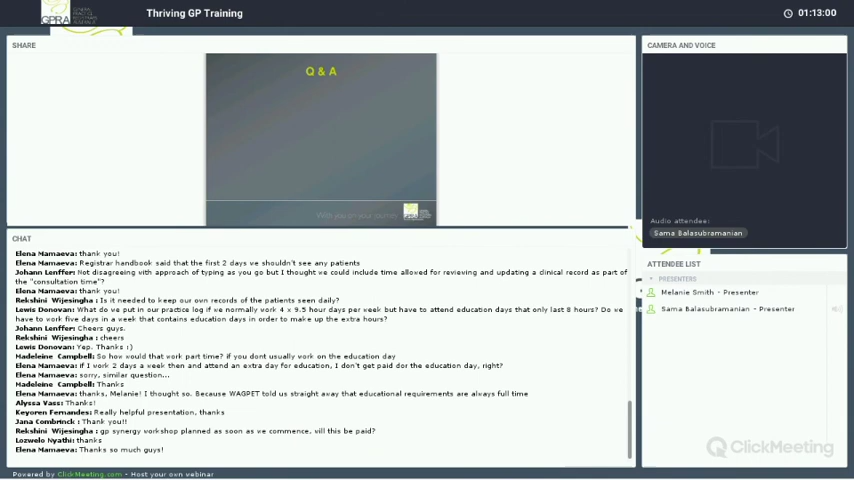 GPRA
GENERAL
PRACTICE
REGISTRARS
AUSTRALIA
Thriving GP Training
01:13:00
SHARE
Q & A
With you on your journey
CHAT
Elena Mamaeva: thank you!
Elena Mamaeva: Registrar handbook said that the first 2 days we shouldn't see any patients
Johann Lenffer: Not disagreeing with approach of typing as you go but I thought we could include time allowed for reviewing and updating a clinical record as part of
the "consultation time"?
Elena Mamaeva: thank you!
Rekshini Wijesingha : Is it needed to keep our own records of the patients seen daily?
Lewis Donovan: What do we put in our practice log if we normally work 4 x 9.5 hour days per week but have to attend education days that only last 8 hours? Do we
have to work five days in a week that contains education days in order to make up the extra hours?
Johann Lenffer: Cheers guys.
Rekshini Wijesingha : cheers
Lewis Donovan: Yep. Thanks :)
Madeleine Campbell: So how would that work part time? if you dont usually work on the education day
Elena Mamaeva: if I work 2 days a week then and attend an extra day for education, I don't get paid dor the education day, right?
Elena Mamaeva: sorry, similar question...
Madeleine Campbell: Thanks
Elena Mamaeva: thanks, Melanie! I thought so. Because WAGPET told us straight away that educational requirements are always full time
Alyssa Vass: Thanks!
Keyoren Fernandes: Really helpful presentation, thanks
Jana Combrinck : Thank you!!
Rekshini Wijesingha : gp synergy workshop planned as soon as we commence, will this be paid?
Lozwelo Nyathi: thanks
Elena Mamaeva: Thanks so much guys!
CAMERA AND VOICE
Audio attendee:
Sama Balasubramanian
ATTENDEE LIST
PRESENTERS
Melanie Smith - Presenter
Sama Balasubramanian - Presenter
ClickMeeting
Powered by ClickMeeting.com - Host your own webinar